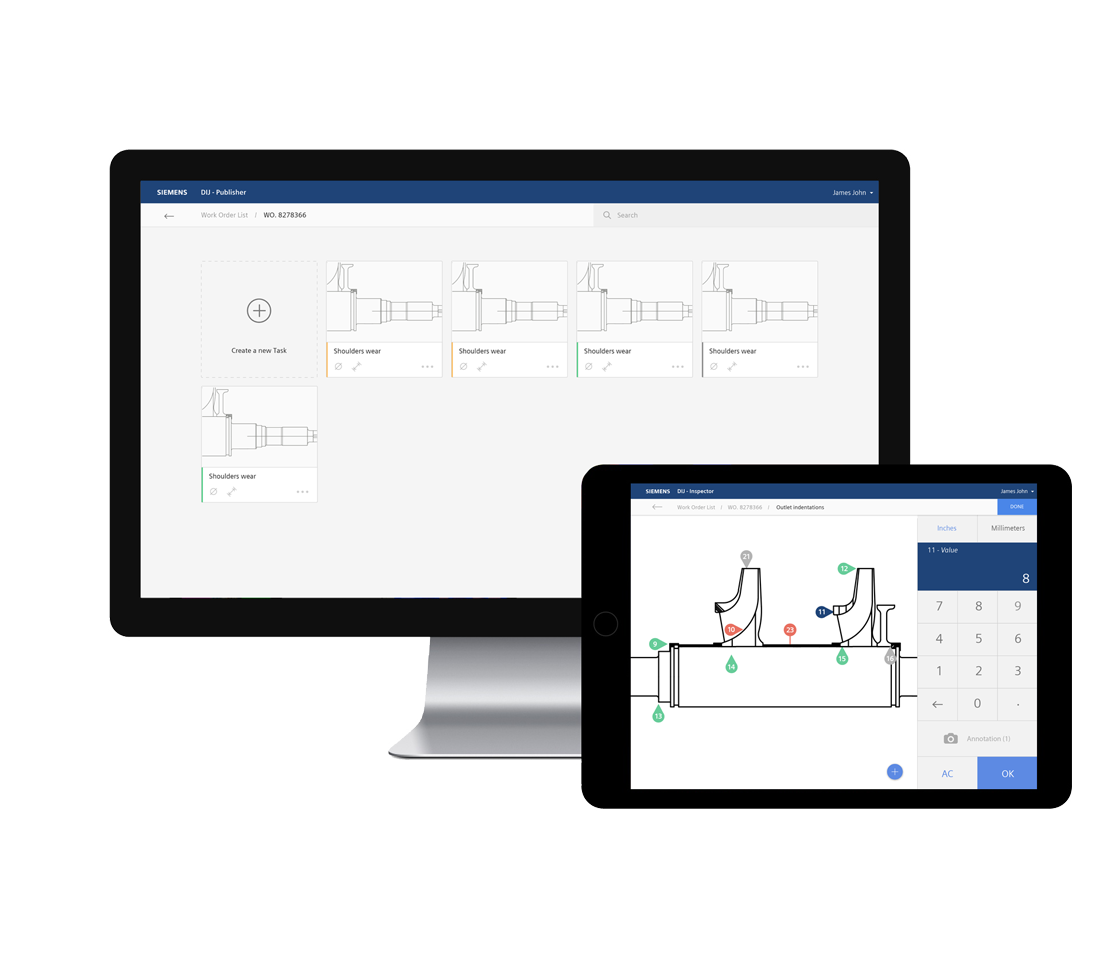 SIEMENS DIJ - Publisher James John
Work Order List / WO. 8278366 Search
Create a new Task
Shoulders wear
Shoulders wear
Shoulders wear
Shoulders wear
Shoulders wear
SIEMENS DIJ - Inspector James John
Work Order List / WO. 8278366 / Outlet indentations DONE
Inches Millimeters
11 - Value
8
21
12
11
10
23
9
14
15
16
13
7 8 9
4 5 6
1 2 3
0 .
Annotation (1)
AC OK